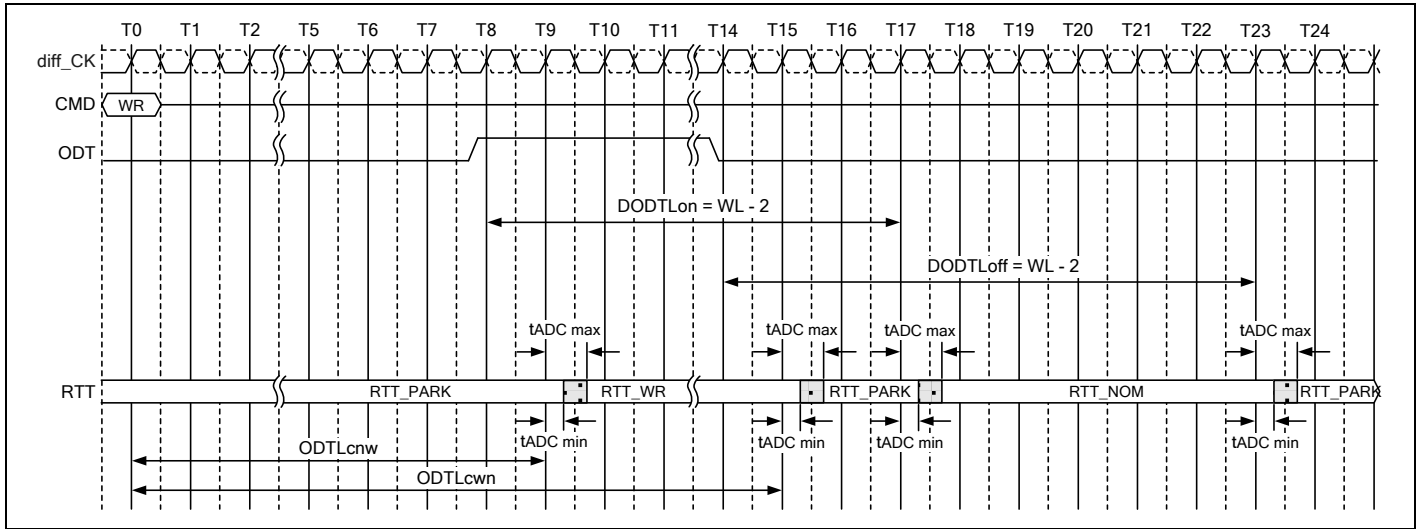 T0 T1 T2 T5 T6 T7 T8 T9 T10 T11 T14 T15 T16 T17 T18 T19 T20 T21 T22 T23 T24
diff_CK
CMD WR
ODT
DODTLon = WL - 2
DODTLoff = WL - 2
tADC max tADC max tADC max tADC max
RTT RTT_PARK RTT_WR RTT_PARK RTT_NOM RTT_PARK
tADC min tADC min tADC min tADC min
ODTLcnw
ODTLcwn